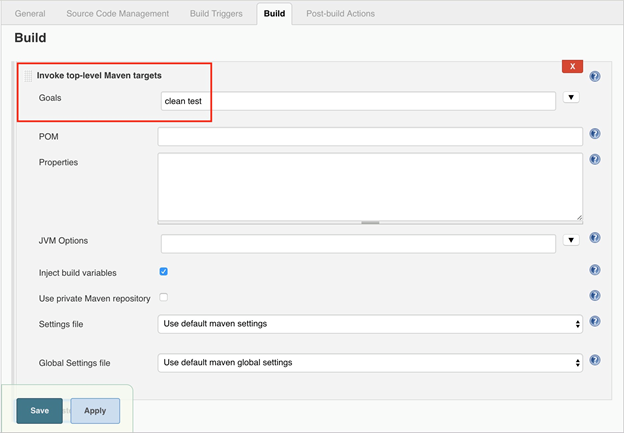 General Source Code Management Build Triggers Build Post-build Actions
Build
X
Invoke top-level Maven targets
Goals clean test
POM
Properties
JVM Options
Inject build variables
Use private Maven repository
Settings file Use default maven settings
Global Settings file Use default maven global settings
Save Apply